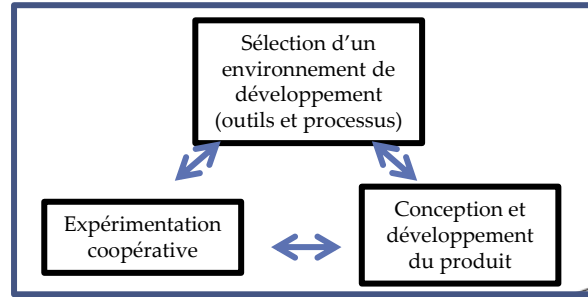 Sélection d’un
environnement de
développement
(outils et processus)
Expérimentation
coopérative
Conception et
développement
du produit